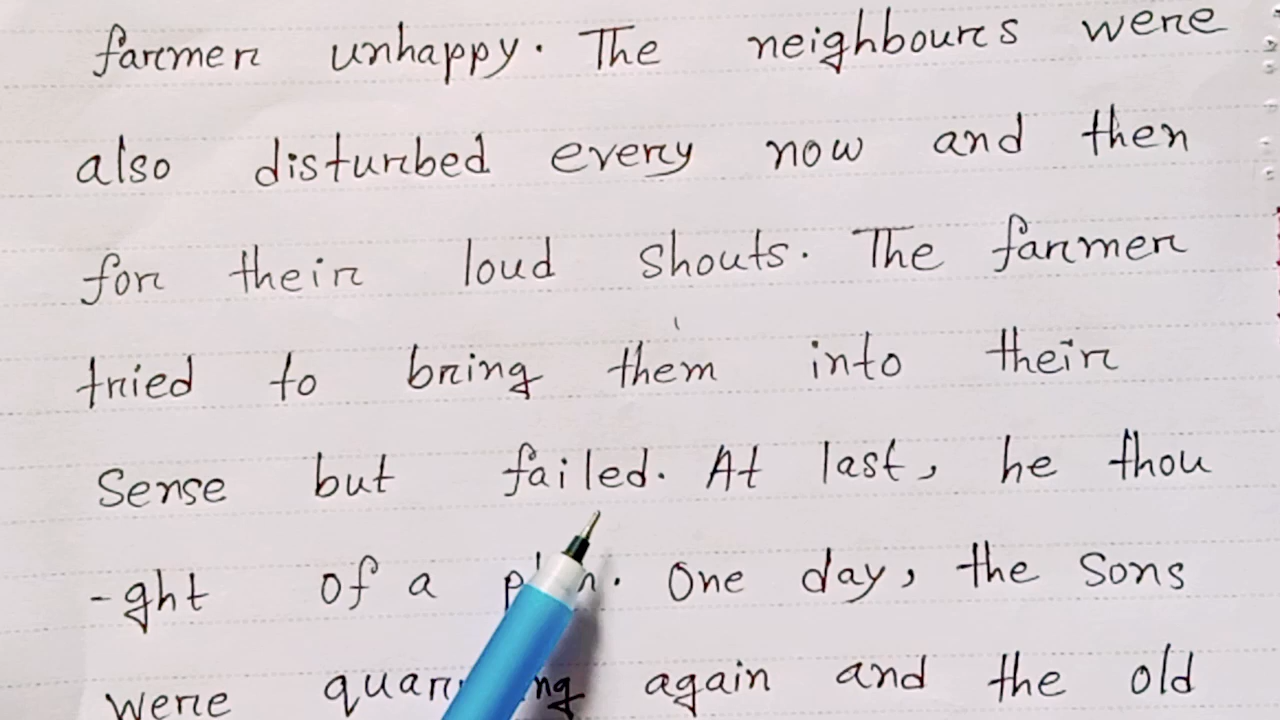 farmer unhappy. The neighbours were
also disturbed every now and then
for their loud shouts. The farmer
tried to bring them into their
Sense but failed. At last, he thou
-ght of a . One day, the sons
were again and the old